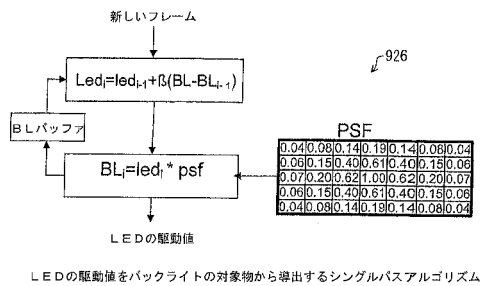 新しいフレーム
926
Ledi=ledi-1+ß(BL-BLi-1)
BLバッファ
PSF
BLi=ledi * psf
0.04 0.08 0.14 0.19 0.14 0.08 0.04
0.06 0.15 0.40 0.61 0.40 0.15 0.06
0.07 0.20 0.62 1.00 0.62 0.20 0.07
0.06 0.15 0.40 0.61 0.40 0.15 0.06
0.04 0.08 0.14 0.19 0.14 0.08 0.04
LEDの駆動値
LEDの駆動値をバックライトの対象物から導出するシングルパスアルゴリズム